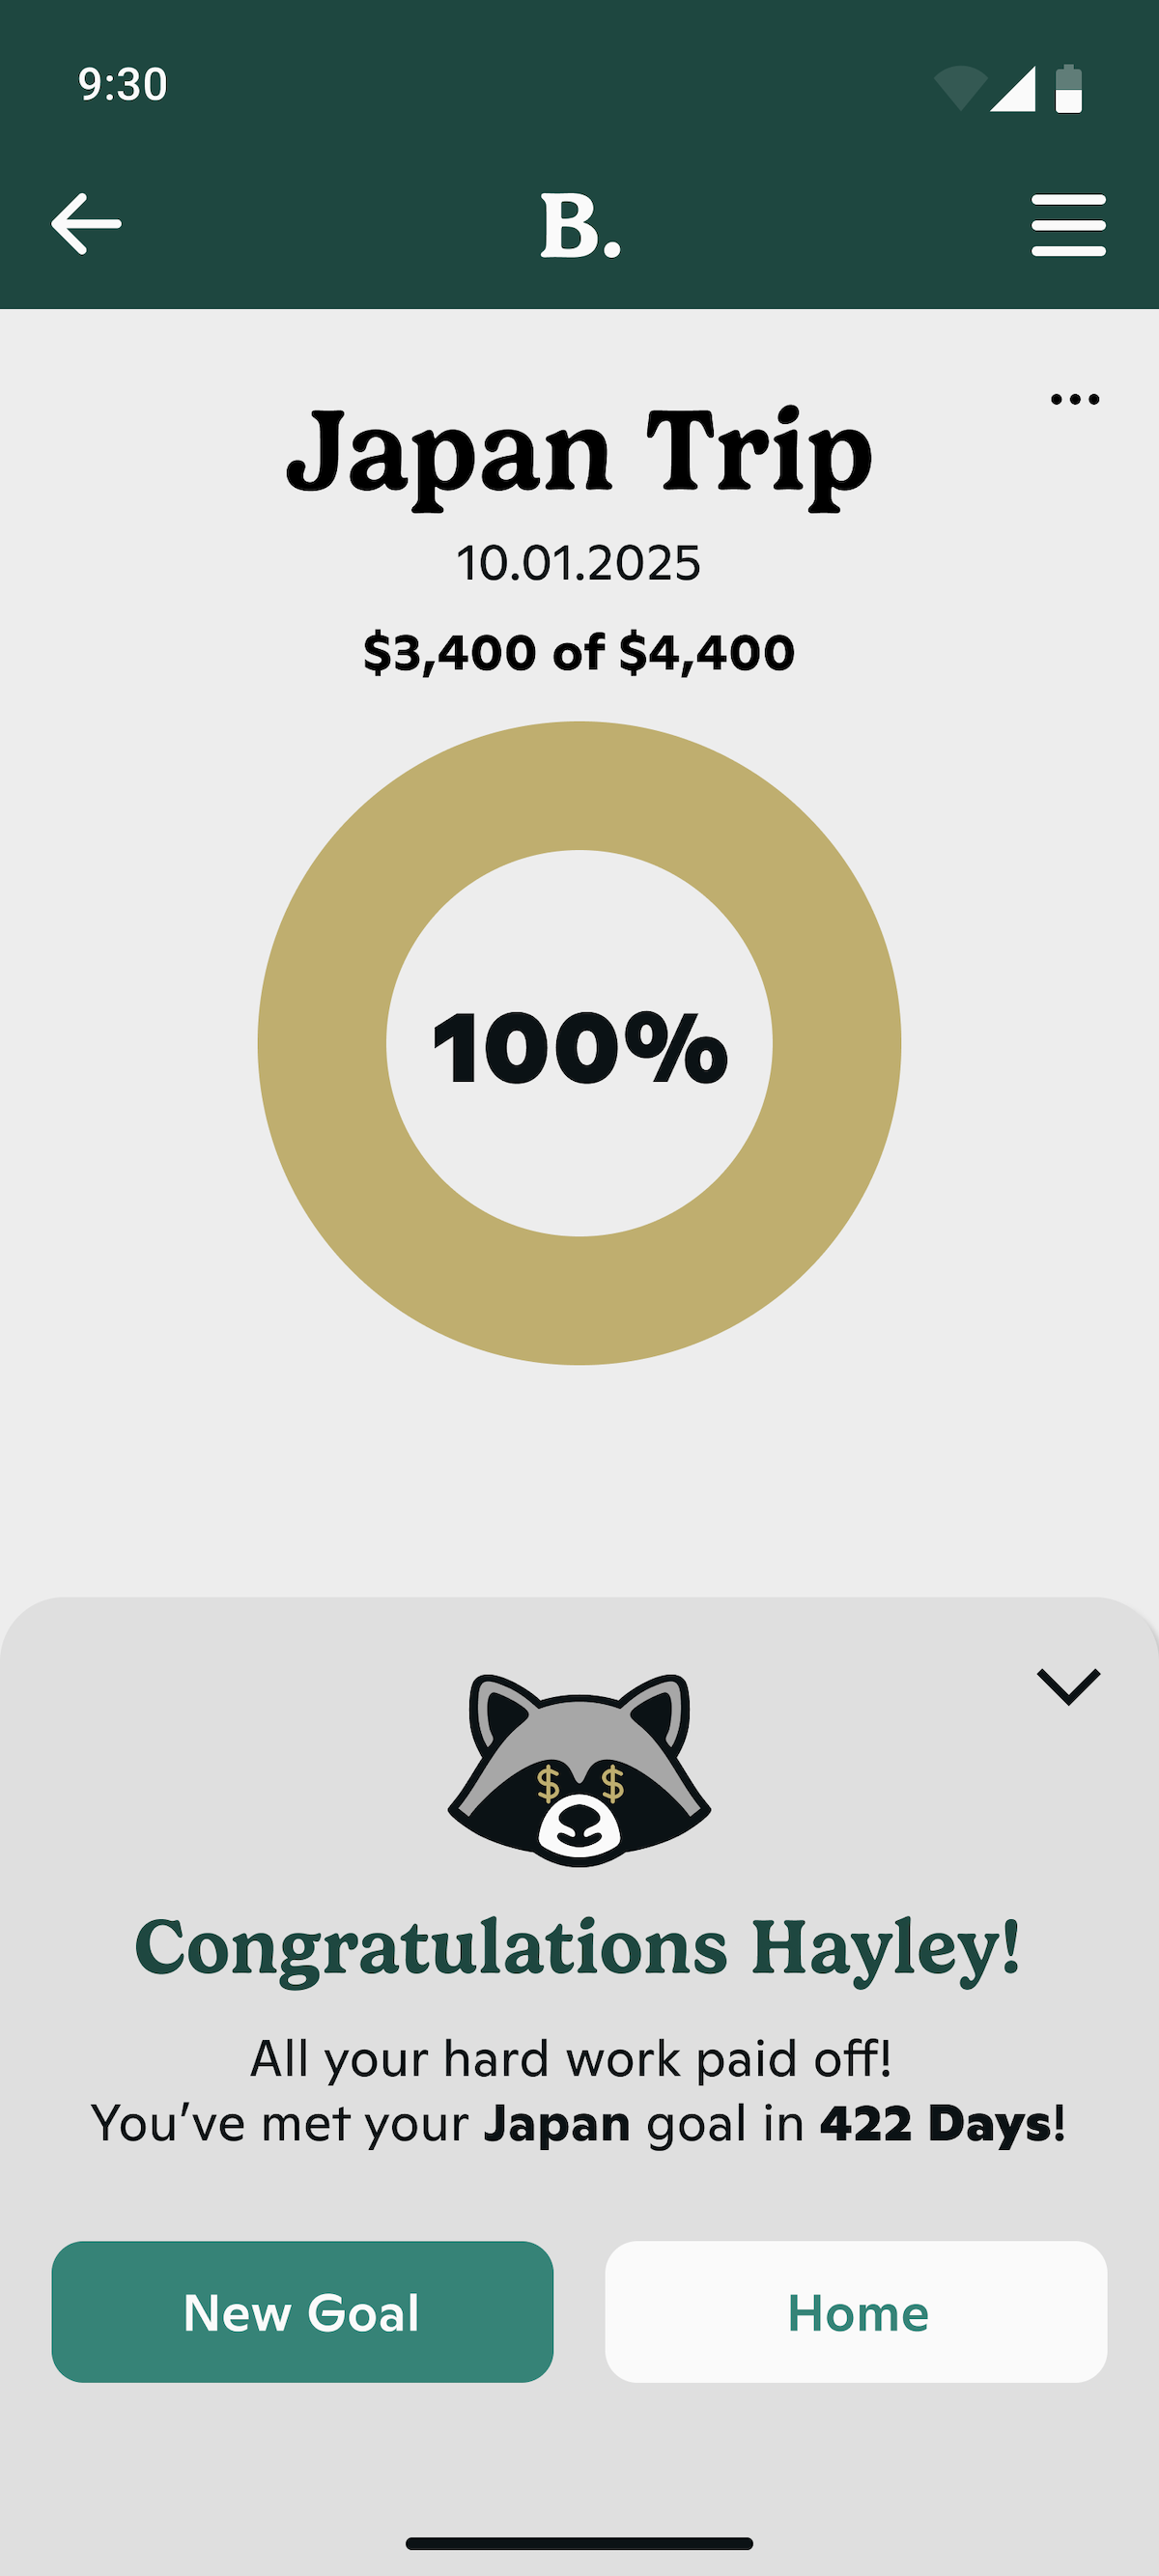 9:30
B.
Japan Trip
10.01.2025
$3,400 of $4,400
100%
$ $
Congratulations Hayley!
All your hard work paid off!
You’ve met your Japan goal in 422 Days!
New Goal
Home